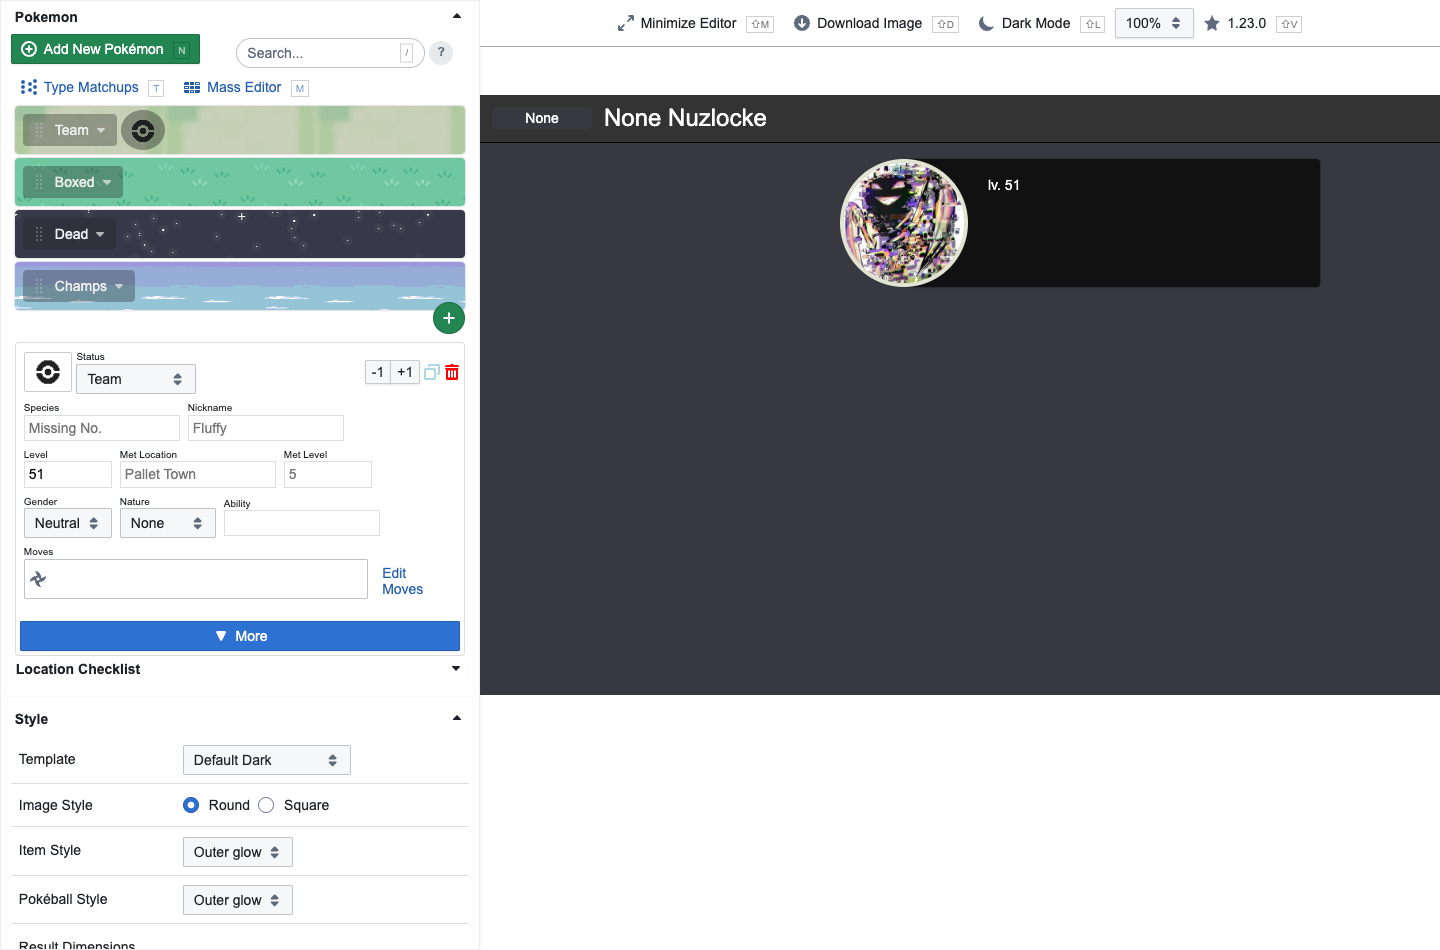 Pokemon
Add New Pokémon N
Search... /
?
Type Matchups T
Mass Editor M
Team
Boxed
Dead
Champs
+
Status
Team
-1 +1
Species
Nickname
Missing No.
Fluffy
Level
Met Location
Met Level
51
Pallet Town
5
Gender
Nature
Ability
Neutral
None
Moves
Edit
Moves
More
Location Checklist
Style
Template
Default Dark
Image Style
Round
Square
Item Style
Outer glow
Pokéball Style
Outer glow
Result Dimensions
Minimize Editor ⇧M
Download Image ⇧D
Dark Mode ⇧L
100%
1.23.0 ⇧V
None
None Nuzlocke
lv. 51